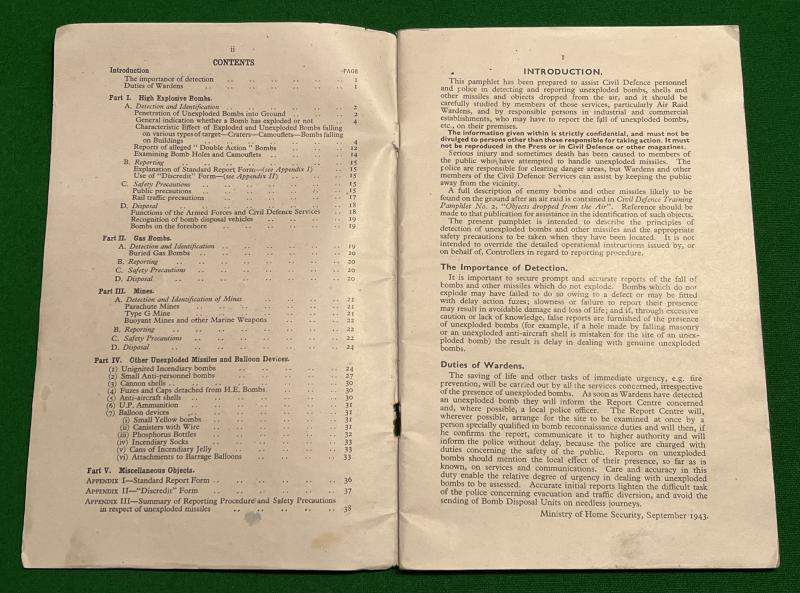 ii
CONTENTS
Introduction PAGE
The importance of detection .. .. .. .. .. 1
Duties of Wardens .. .. .. .. .. .. 1
Part I. High Explosive Bombs.
A. Detection and Identification .. .. .. .. 2
Penetration of Unexploded Bombs into Ground .. .. 2
General indication whether a Bomb has exploded or not .. 4
Characteristic Effect of Exploded and Unexploded Bombs falling
on various types of target—Craters—Camouflets—Bombs falling
on Buildings .. .. .. .. .. .. 4
Reports of alleged "Double Action" Bombs .. .. .. 12
Examining Bomb Holes and Camouflets .. .. .. 14
B. Reporting .. .. .. .. .. .. 15
Explanation of Standard Report Form—(see Appendix I) .. 15
Use of "Discredit" Form—(see Appendix II) .. .. 15
C. Safety Precautions .. .. .. .. .. 15
Public precautions .. .. .. .. .. 15
Rail traffic precautions .. .. .. .. .. 17
D. Disposal .. .. .. .. .. .. 18
Functions of the Armed Forces and Civil Defence Services .. 18
Recognition of bomb disposal vehicles .. .. .. 19
Bombs on the foreshore .. .. .. .. .. 19
Part II. Gas Bombs.
A. Detection and Identification .. .. .. .. 19
Buried Gas Bombs .. .. .. .. .. 20
B. Reporting .. .. .. .. .. .. 20
C. Safety Precautions .. .. .. .. .. 20
D. Disposal .. .. .. .. .. .. 20
Part III. Mines.
A. Detection and Identification of Mines .. .. .. 21
Parachute Mines .. .. .. .. .. 21
Type G Mine .. .. .. .. .. 21
Buoyant Mines and other Marine Weapons .. .. .. 22
B. Reporting .. .. .. .. .. .. 22
C. Safety Precautions .. .. .. .. .. 22
D. Disposal .. .. .. .. .. .. 24
Part IV. Other Unexploded Missiles and Balloon Devices.
(1) Unignited Incendiary bombs .. .. .. .. 24
(2) Small Anti-personnel bombs .. .. .. .. 27
(3) Cannon shells .. .. .. .. .. .. 30
(4) Fuzes and Caps detached from H.E. Bombs .. .. .. 30
(5) Anti-aircraft shells .. .. .. .. .. 30
(6) U.P. Ammunition .. .. .. .. .. 31
(7) Balloon devices .. .. .. .. .. 31
(i) Small Yellow bombs .. .. .. .. 31
(ii) Canisters with Wire .. .. .. .. 31
(iii) Phosphorus Bottles .. .. .. .. 32
(iv) Incendiary Socks .. .. .. .. 33
(v) Cans of Incendiary Jelly .. .. .. .. 33
(vi) Attachments to Barrage Balloons .. .. .. 33
Part V. Miscellaneous Objects.
APPENDIX I—Standard Report Form .. .. .. .. 36
APPENDIX II—"Discredit" Form .. .. .. .. 37
APPENDIX III—Summary of Reporting Procedure and Safety Precautions
in respect of unexploded missiles .. .. .. .. 38
1
INTRODUCTION.
This pamphlet has been prepared to assist Civil Defence personnel
and police in detecting and reporting unexploded bombs, shells and
other missiles and objects dropped from the air, and it should be
carefully studied by members of those services, particularly Air Raid
Wardens, and by responsible persons in industrial and commercial
establishments, who may have to report the fall of unexploded bombs,
etc., on their premises.
The information given within is strictly confidential, and must not be
divulged to persons other than those responsible for taking action. It must
not be reproduced in the Press or in Civil Defence or other magazines.
Serious injury and sometimes death has been caused to members of
the public who have attempted to handle unexploded missiles. The
police are responsible for clearing danger areas, but Wardens and other
members of the Civil Defence Services can assist by keeping the public
away from the vicinity.
A full description of enemy bombs and other missiles likely to be
found on the ground after an air raid is contained in Civil Defence Training
Pamphlet No. 2, "Objects dropped from the Air". Reference should be
made to that publication for assistance in the identification of such objects.
The present pamphlet is intended to describe the principles of
detection of unexploded bombs and other missiles and the appropriate
safety precautions to be taken when they have been located. It is not
intended to override the detailed operational instructions issued by, or
on behalf of, Controllers in regard to reporting procedure.
The Importance of Detection.
It is important to secure prompt and accurate reports of the fall of
bombs and other missiles which do not explode. Bombs which do not
explode may have failed to do so owing to a defect or may be fitted
with delay action fuzes; slowness or failure to report their presence
may result in avoidable damage and loss of life; and if, through excessive
caution or lack of knowledge, false reports are furnished of the presence
of unexploded bombs (for example, if a hole made by falling masonry
or an unexploded anti-aircraft shell is mistaken for the site of an unex-
ploded bomb) the result is delay in dealing with genuine unexploded
bombs.
Duties of Wardens.
The saving of life and other tasks of immediate urgency, e.g. fire
prevention, will be carried out by all the services concerned, irrespective
of the presence of unexploded bombs. As soon as Wardens have detected
an unexploded bomb they will inform the Report Centre concerned
and, where possible, a local police officer. The Report Centre will,
wherever possible, arrange for the site to be examined at once by a
person specially qualified in bomb reconnaissance duties and will then, if
he confirms the report, communicate it to higher authority and will
inform the police without delay, because the police are charged with
duties concerning the safety of the public. Reports on unexploded
bombs should mention the local effect of their presence, so far as is
known, on services and communications. Care and accuracy in this
duty enable the relative degree of urgency in dealing with unexploded
bombs to be assessed. Accurate initial reports lighten the difficult task
of the police concerning evacuation and traffic diversion, and avoid the
sending of Bomb Disposal Units on needless journeys.
Ministry of Home Security, September 1943.